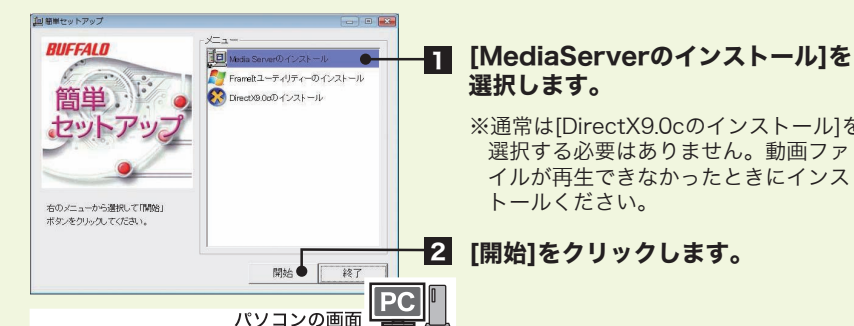 簡単セットアップ
BUFFALO
簡単
セットアップ
右のメニューから選択して「開始」
ボタンをクリックしてください。
メニュー
Media Serverのインストール
FrameItユーティリティーのインストール
DirectX9.0cのインストール
開始
終了
パソコンの画面
PC
1 [MediaServerのインストール]を
選択します。
※通常は[DirectX9.0cのインストール]を
選択する必要はありません。動画ファ
イルが再生できなかったときにインス
トールください。
2 [開始]をクリックします。